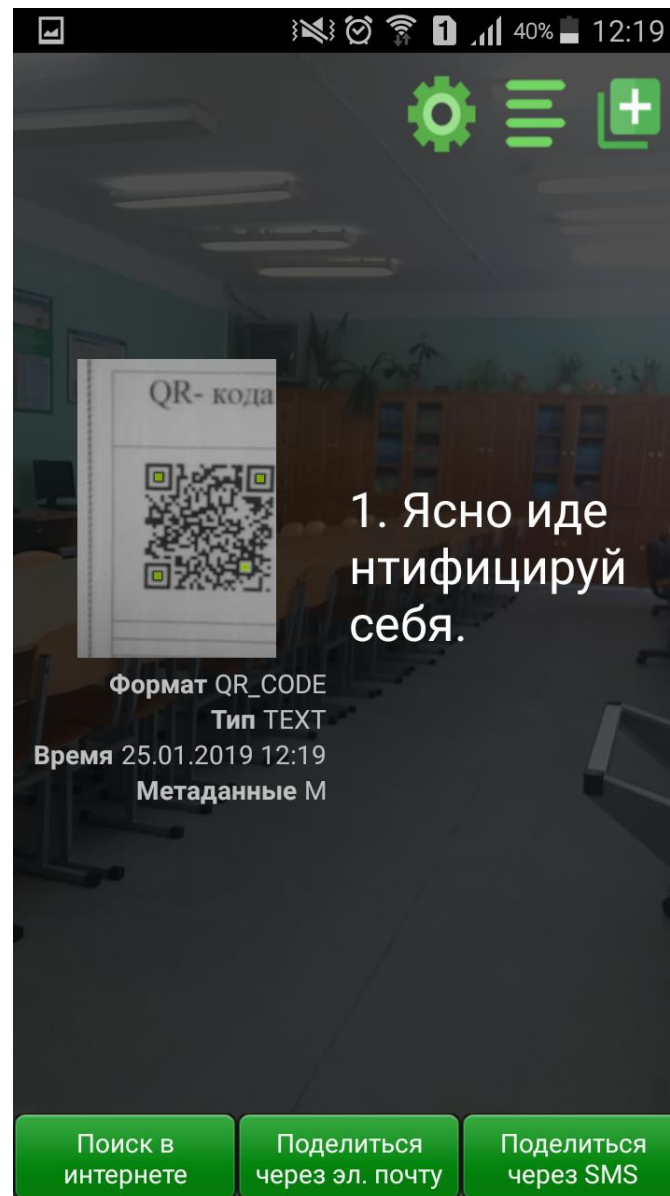 1
40%
12:19
QR- кода
1. Ясно иде
нтифицируй
себя.
Формат QR_CODE
Тип TEXT
Время 25.01.2019 12:19
Метаданные M
Поиск в
интернете
Поделиться
через эл. почту
Поделиться
через SMS